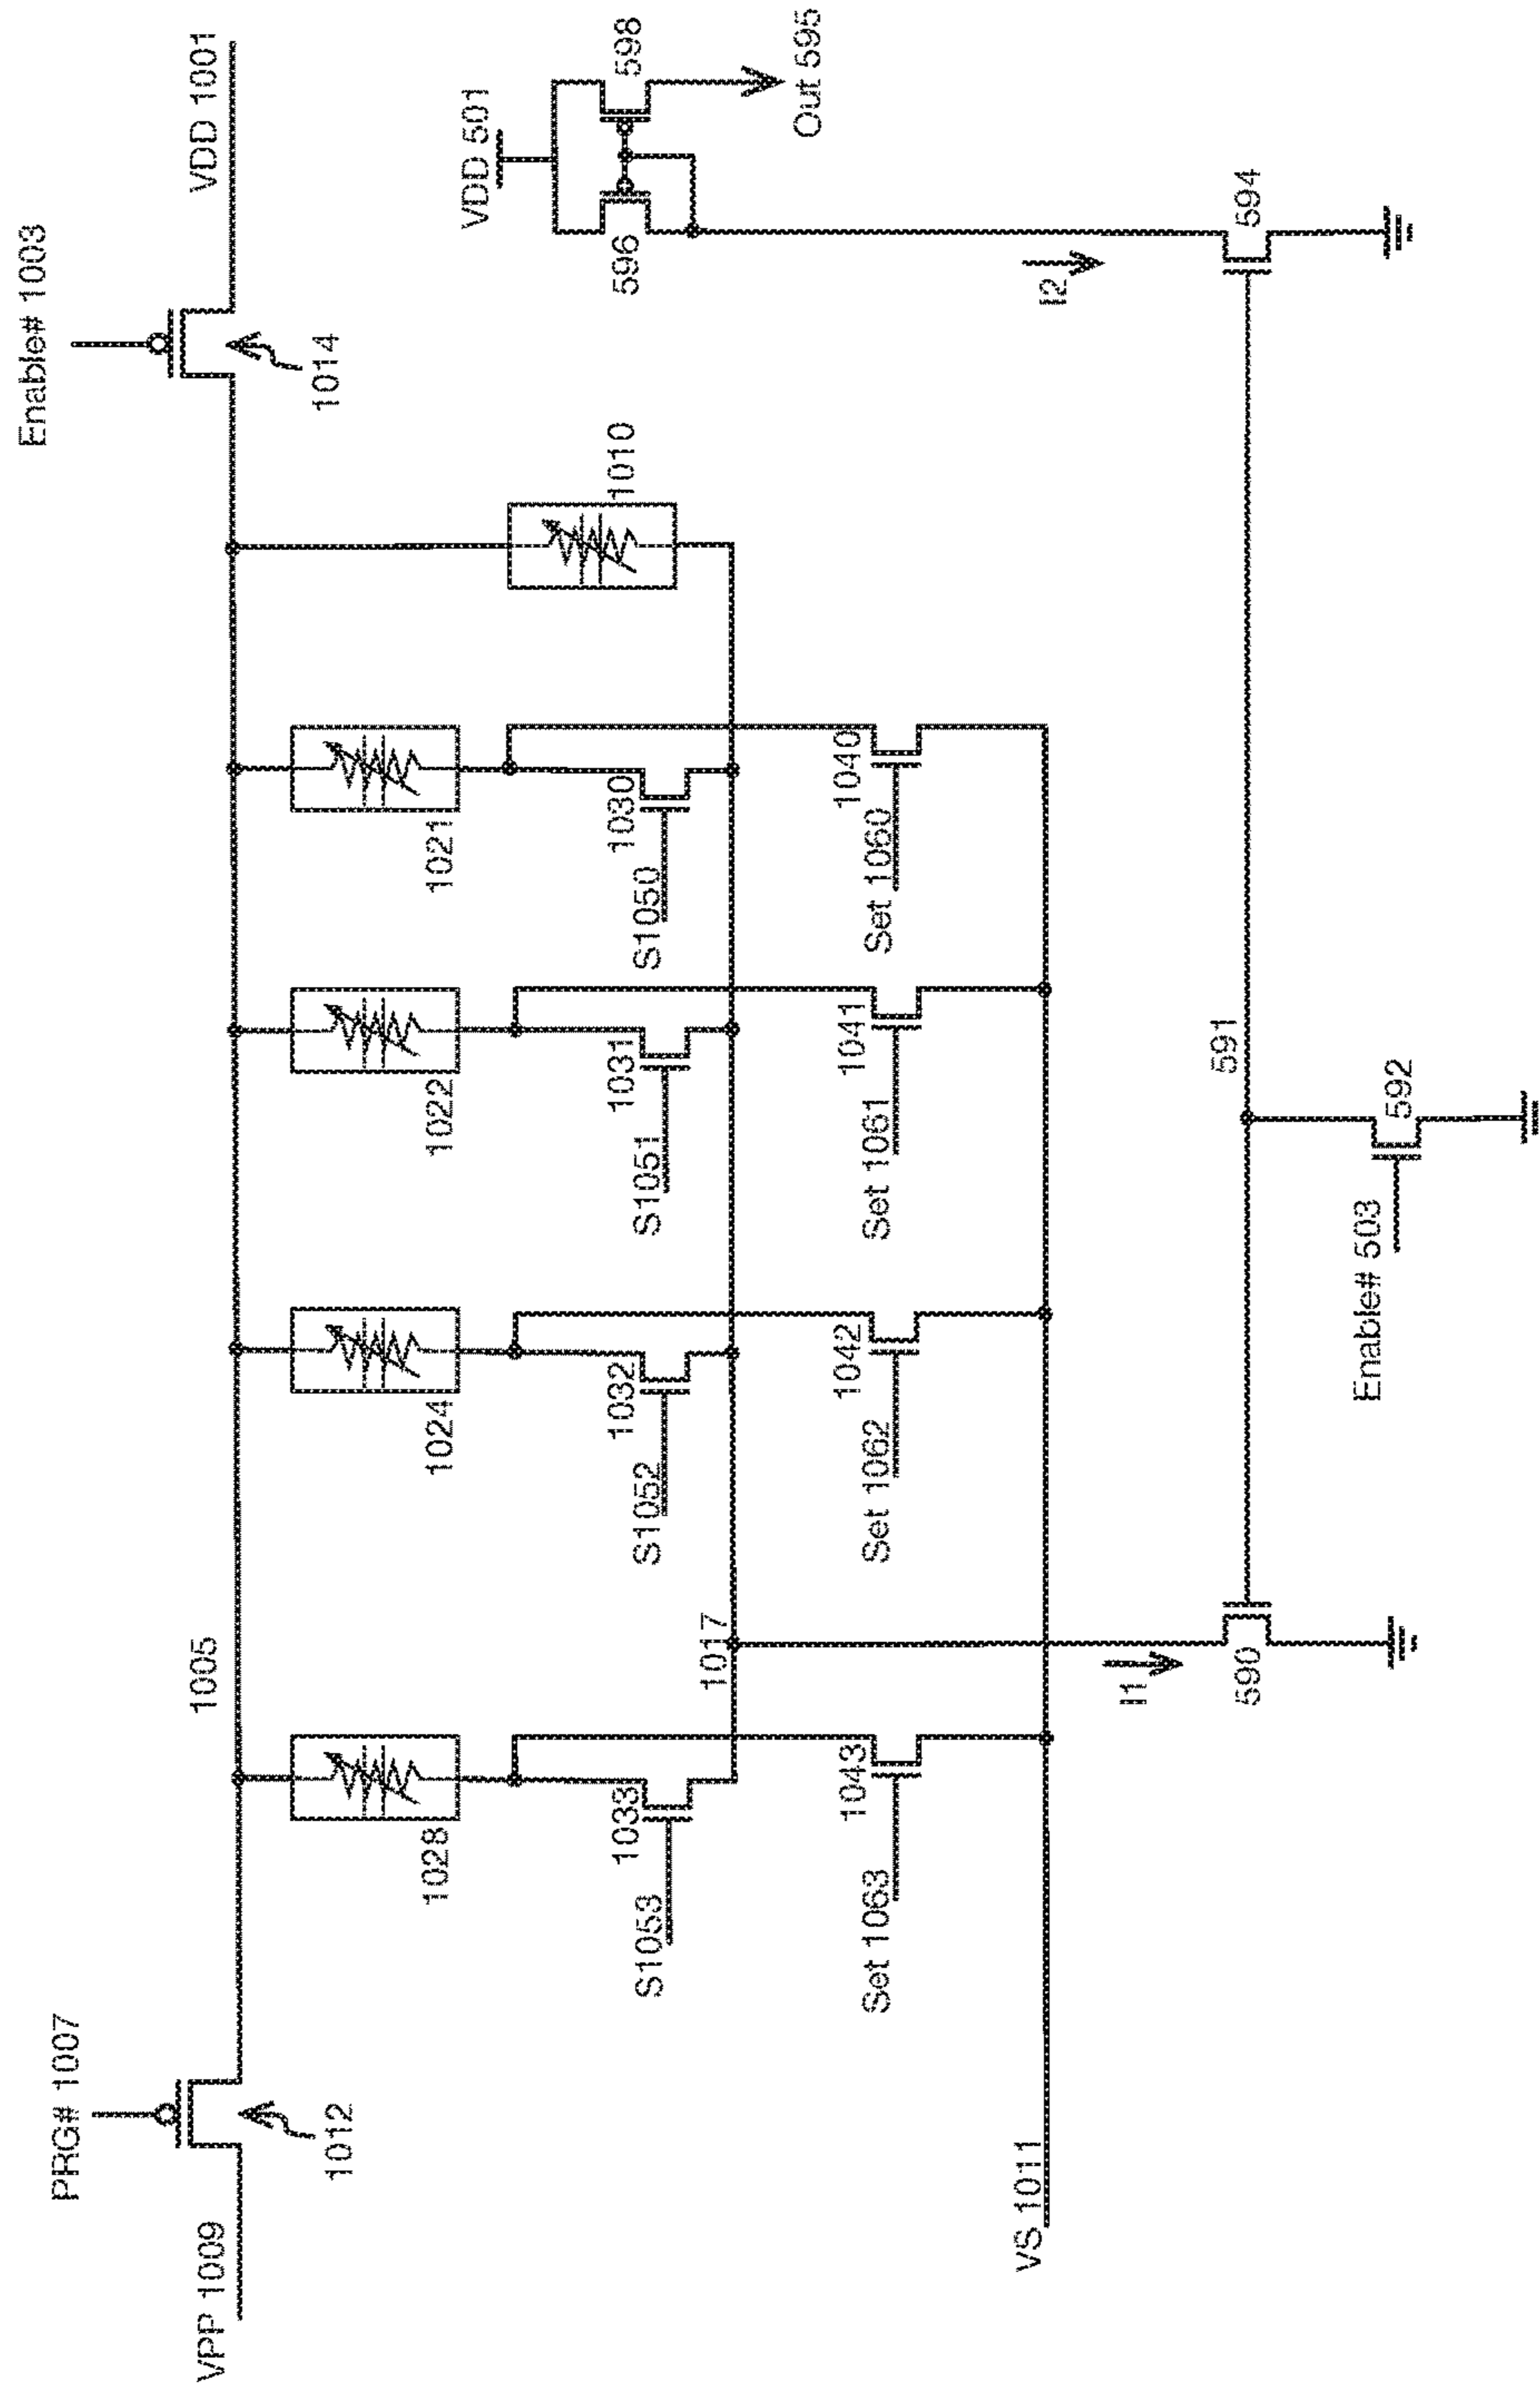 Enable# 1003
PRG# 1007
VPP 1009
1012
1005
1014
VDD 1001
1028
1024
1022
1021
1010
VDD 501
596
598
Out 595
1033
S1053
1032
S1052
1031
S1051
1030
S1050
1017
1043
Set 1063
1042
Set 1062
1041
Set 1061
1040
Set 1060
VS 1011
I1
I2
590
591
594
Enable# 503
592